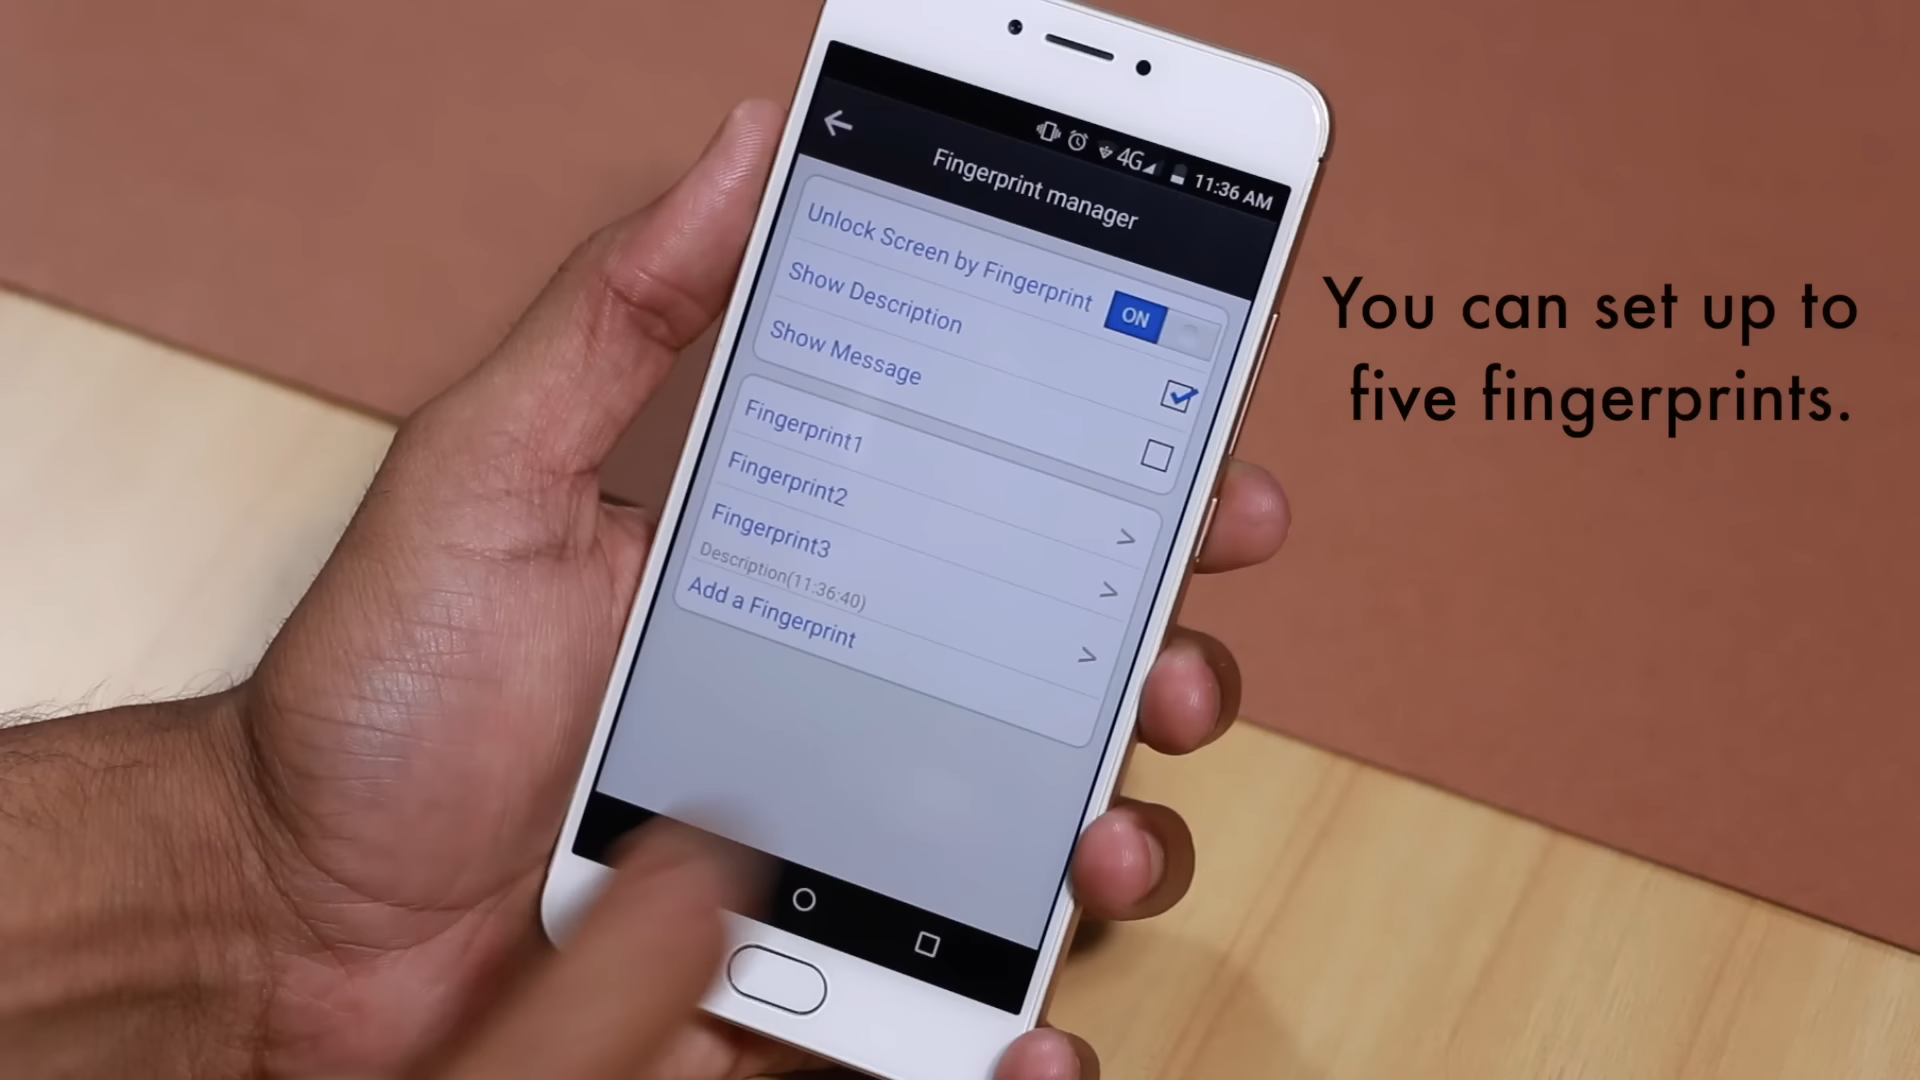 4G 11:36 AM
Fingerprint manager
Unlock Screen by Fingerprint
ON
Show Description
Show Message
Fingerprint1
>
Fingerprint2
>
Fingerprint3
Description(11:36:40)
>
Add a Fingerprint
You can set up to
five fingerprints.